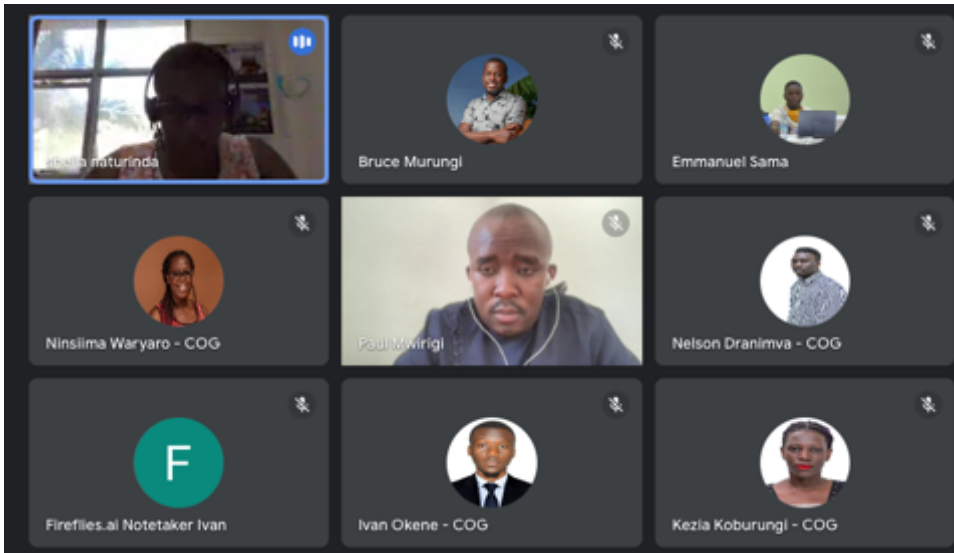 naturinda
Bruce Murungi
Emmanuel Sama
Ninsiima Waryaro - COG
Paul Mwirigi
Nelson Dranimva - COG
F
Fireflies.ai Notetaker Ivan
Ivan Okene - COG
Kezia Koburungi - COG